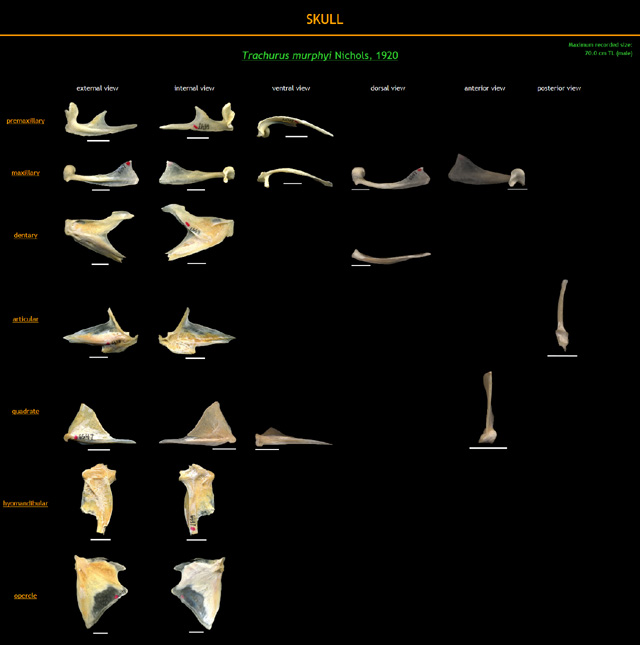 SKULL
Maximum recorded size:
70.0 cm TL (male)
Trachurus murphyi Nichols, 1920
external view internal view ventral view dorsal view anterior view posterior view
premaxillary
maxillary
dentary
articular
quadrate
hyomandibular
opercle